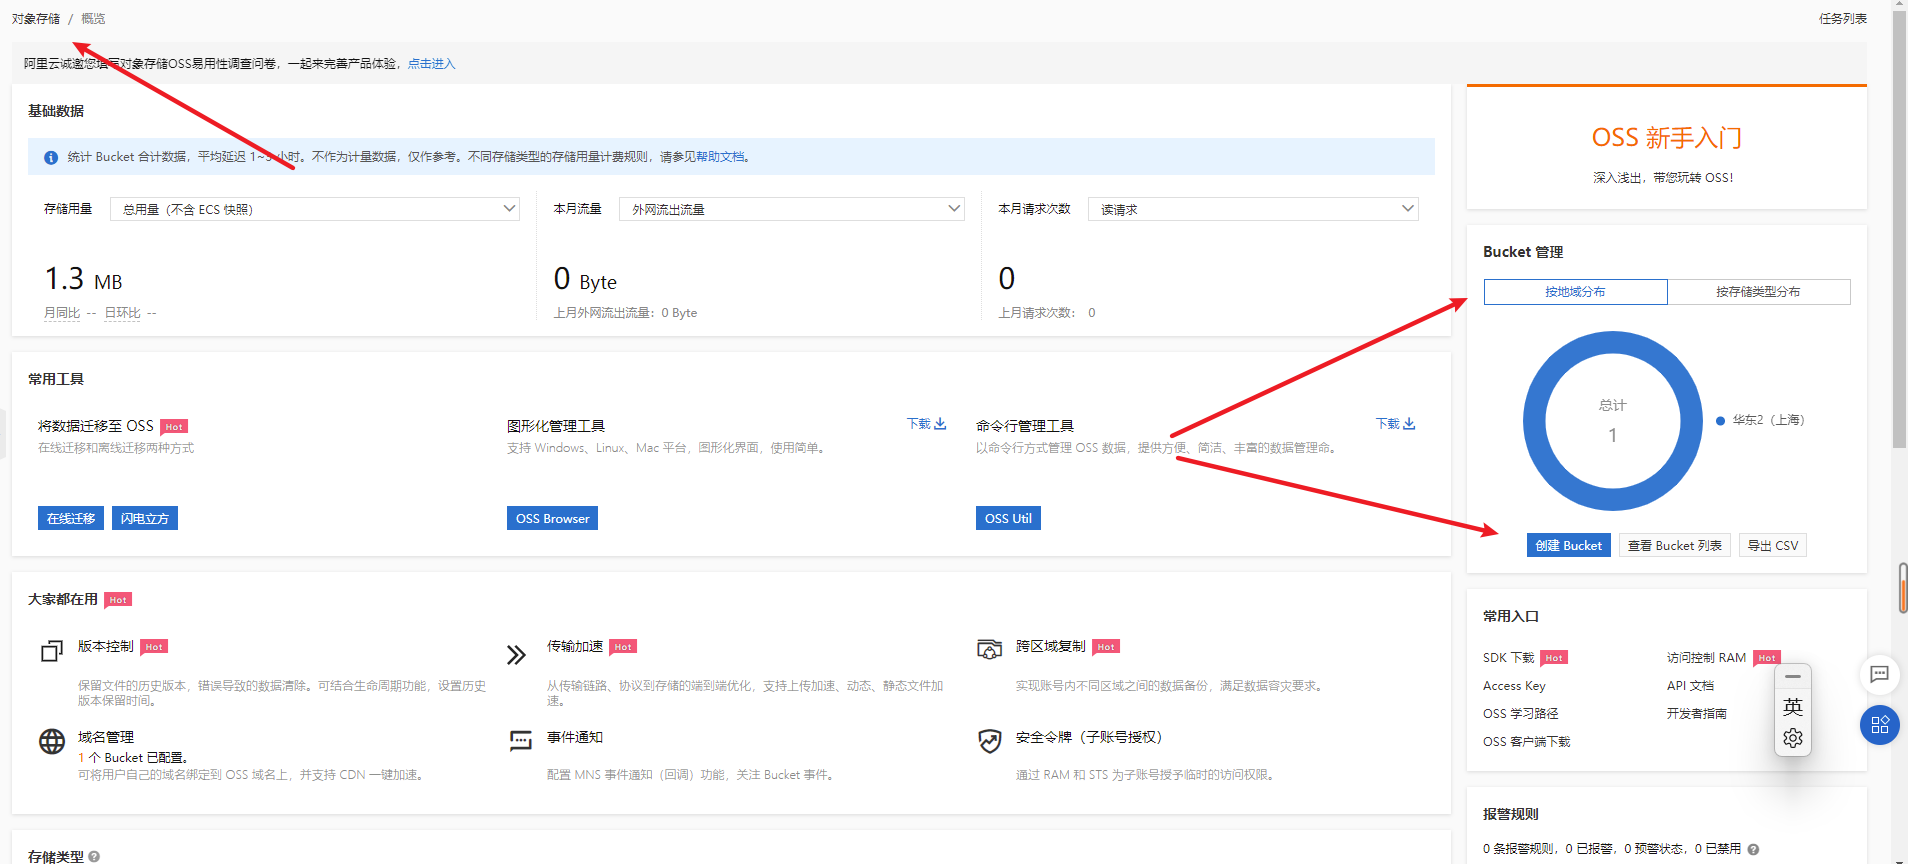 对象存储 / 概览
任务列表
阿里云诚邀您填写对象存储OSS易用性调查问卷，一起来完善产品体验，点击进入
基础数据
统计 Bucket 合计数据，平均延迟 1~3 小时。不作为计量数据，仅作参考。不同存储类型的存储用量计费规则，请参见帮助文档。
存储用量 总用量（不含 ECS 快照）
1.3 MB
月同比 -- 日环比 --
本月流量 外网流出流量
0 Byte
上月外网流出流量：0 Byte
本月请求次数 读请求
0
上月请求次数： 0
常用工具
将数据迁移至 OSS Hot
在线迁移和离线迁移两种方式
在线迁移 闪电立方
图形化管理工具 下载
支持 Windows、Linux、Mac 平台，图形化界面，使用简单。
OSS Browser
命令行管理工具 下载
以命令行方式管理 OSS 数据，提供方便、简洁、丰富的数据管理命。
OSS Util
大家都在用 Hot
版本控制 Hot
保留文件的历史版本，错误导致的数据清除。可结合生命周期功能，设置历史
版本保留时间。
传输加速 Hot
从传输链路、协议到存储的端到端优化，支持上传加速、动态、静态文件加
速。
跨区域复制 Hot
实现账号内不同区域之间的数据备份，满足数据容灾要求。
域名管理
1 个 Bucket 已配置。
可将用户自己的域名绑定到 OSS 域名上，并支持 CDN 一键加速。
事件通知
配置 MNS 事件通知（回调）功能，关注 Bucket 事件。
安全令牌（子账号授权）
通过 RAM 和 STS 为子账号授予临时的访问权限。
存储类型
OSS 新手入门
深入浅出，带您玩转 OSS！
Bucket 管理
按地域分布 按存储类型分布
总计
1
华东2（上海）
创建 Bucket 查看 Bucket 列表 导出 CSV
常用入口
SDK 下载 Hot 访问控制 RAM Hot
Access Key API 文档
OSS 学习路径 开发者指南
OSS 客户端下载
英
报警规则
0 条报警规则，0 已报警，0 预警状态，0 已禁用